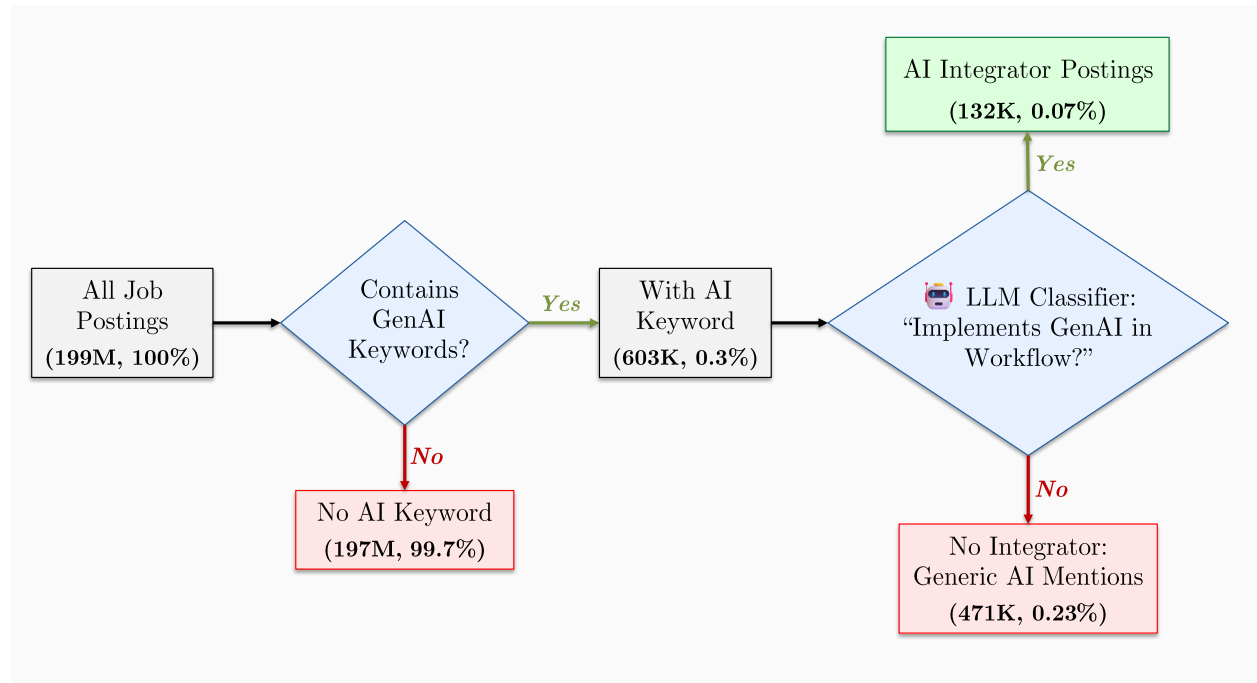 All Job
Postings
(199M, 100%)
Contains
GenAI
Keywords?
Yes
No
No AI Keyword
(197M, 99.7%)
With AI
Keyword
(603K, 0.3%)
LLM Classifier:
“Implements GenAI in
Workflow?”
Yes
AI Integrator Postings
(132K, 0.07%)
No
No Integrator:
Generic AI Mentions
(471K, 0.23%)